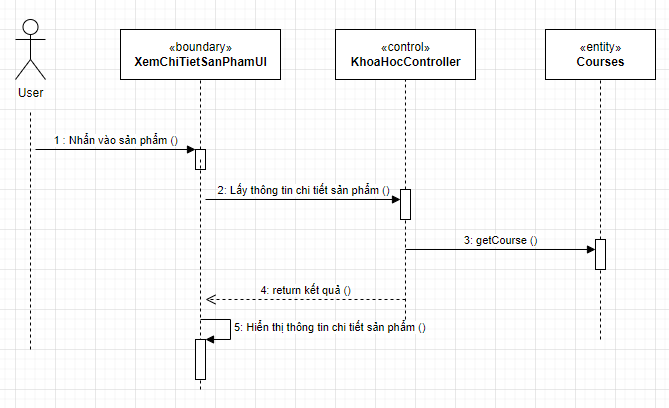 «boundary»
XemChiTietSanPhamUI
«control»
KhoaHocController
«entity»
Courses
User
1 : Nhấn vào sản phẩm ()
2: Lấy thông tin chi tiết sản phẩm ()
3: getCourse ()
4: return kết quả ()
5: Hiển thị thông tin chi tiết sản phẩm ()